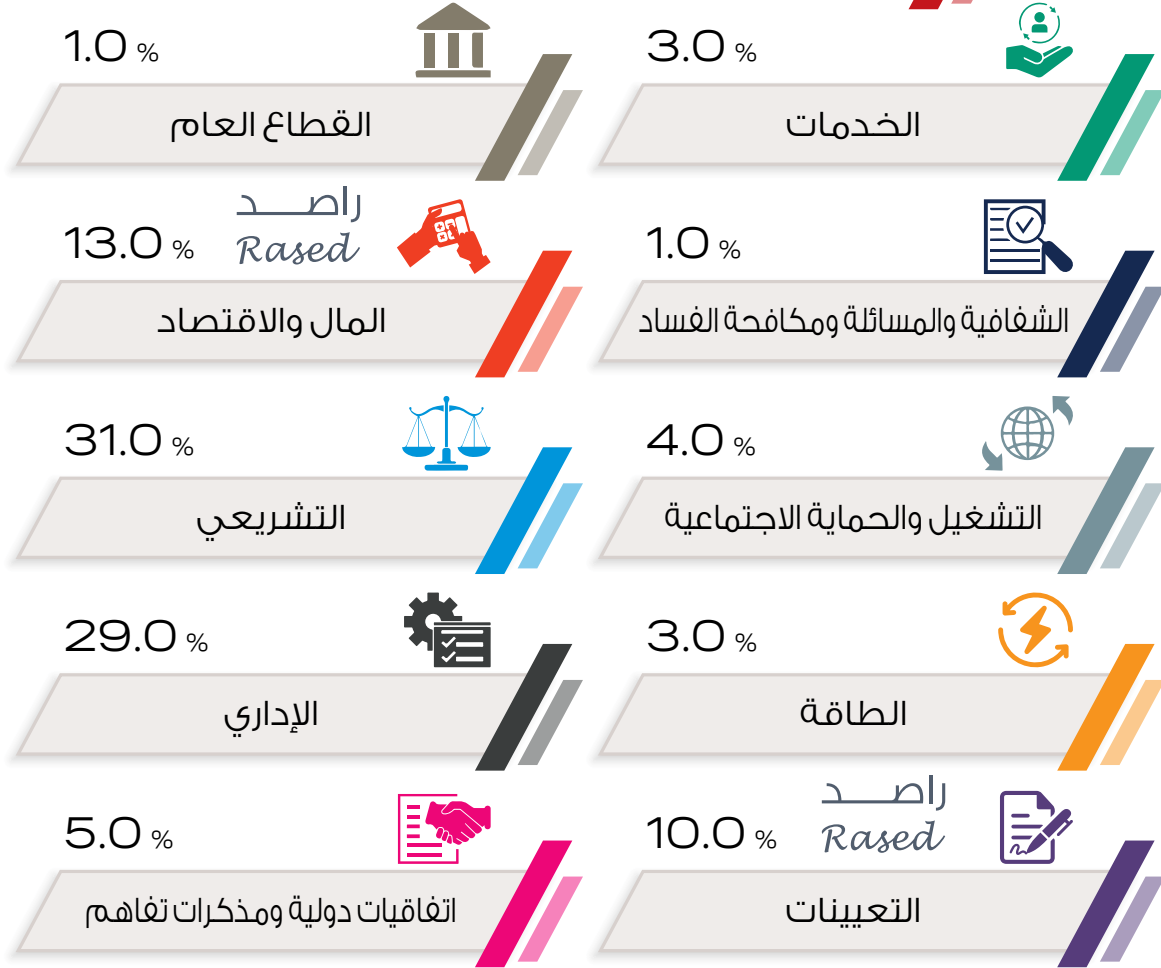 3.0 %
الخدمات
1.0 %
القطاع العام
1.0 %
الشفافية والمسائلة ومكافحة الفساد
13.0 %
راصد
Rased
المال والاقتصاد
4.0 %
التشغيل والحماية الاجتماعية
31.0 %
التشريعي
3.0 %
الطاقة
29.0 %
الإداري
10.0 %
راصد
Rased
التعيينات
5.0 %
اتفاقيات دولية ومذكرات تفاهم